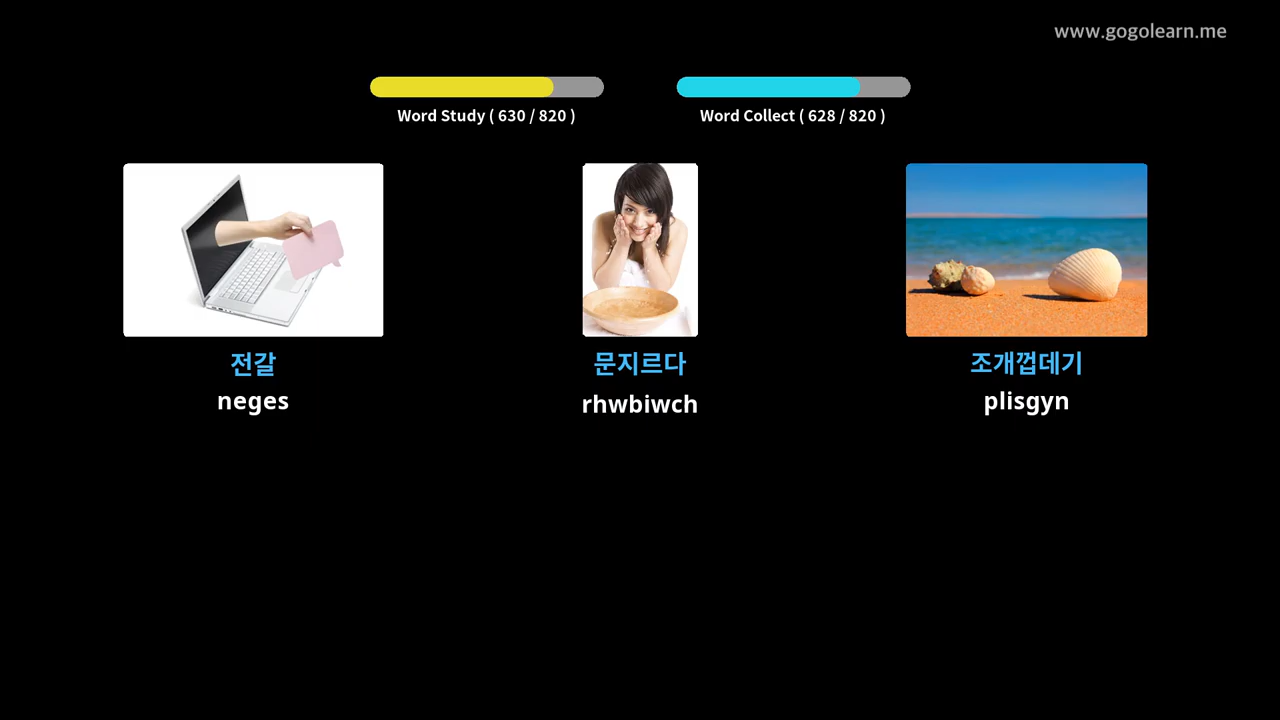 www.gogolearn.me
Word Study ( 630 / 820 )
Word Collect ( 628 / 820 )
전갈
문지르다
조개껍데기
neges
rhwbiwch
plisgyn